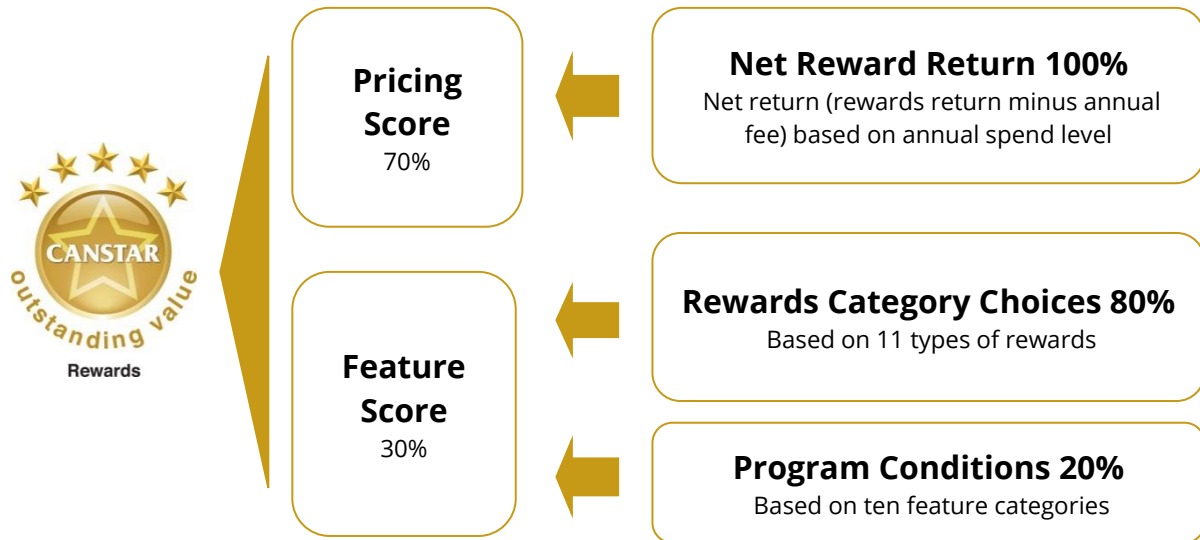 CANSTAR
outstanding value
Rewards
Pricing
Score
70%
Net Reward Return 100%
Net return (rewards return minus annual
fee) based on annual spend level
Feature
Score
30%
Rewards Category Choices 80%
Based on 11 types of rewards
Program Conditions 20%
Based on ten feature categories